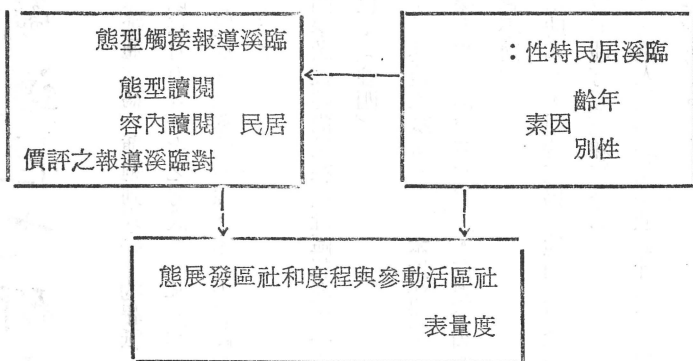 臨溪居民特性：
年齡
因素
性別
臨溪導報接觸型態
閱讀型態
居民 閱讀內容
對臨溪導報之評價
社區活動參與程度和社區發展態
度量表